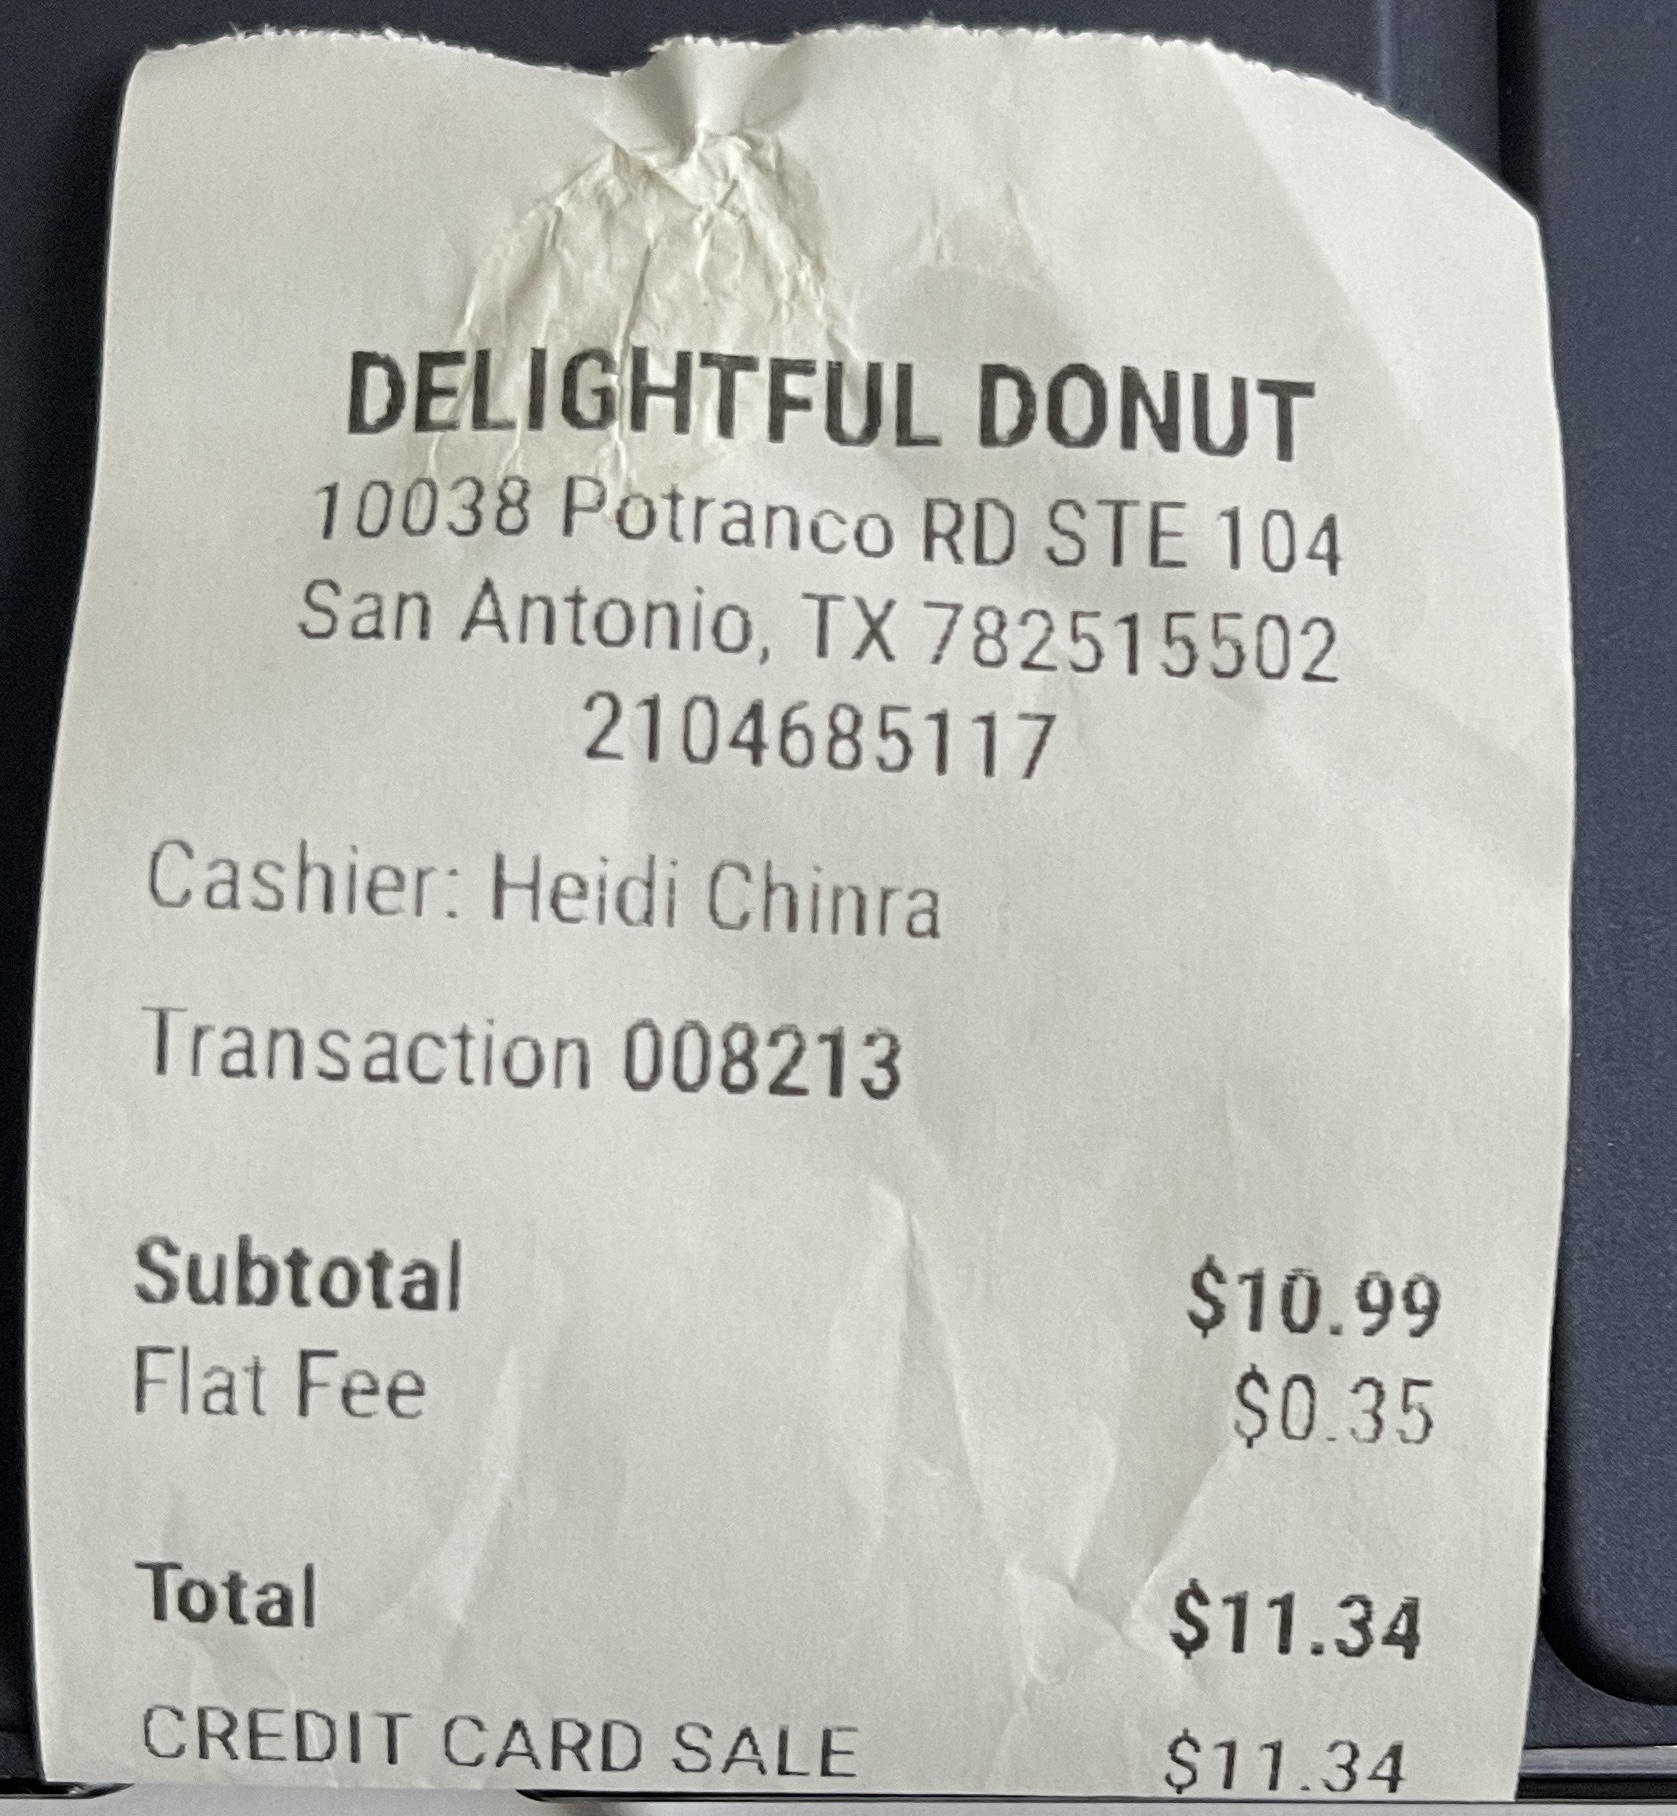 DELIGHTFUL DONUT
10038 Potranco RD STE 104
San Antonio, TX 782515502
2104685117
Cashier: Heidi Chinra
Transaction 008213
Subtotal $10.99
Flat Fee $0.35
Total $11.34
CREDIT CARD SALE $11.34